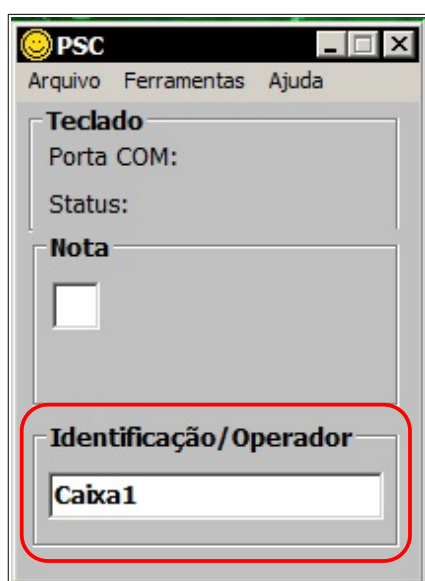 PSC
Arquivo Ferramentas Ajuda
Teclado
Porta COM:
Status:
Nota
Identificação/Operador
Caixa1